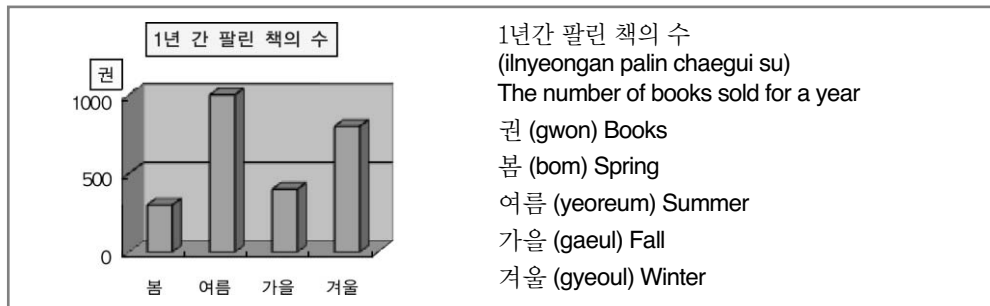 1년 간 팔린 책의 수
권
1000
500
0
봄 여름 가을 겨울
1년간 팔린 책의 수
(ilnyeongan palin chaegui su)
The number of books sold for a year
권 (gwon) Books
봄 (bom) Spring
여름 (yeoreum) Summer
가을 (gaeul) Fall
겨울 (gyeoul) Winter